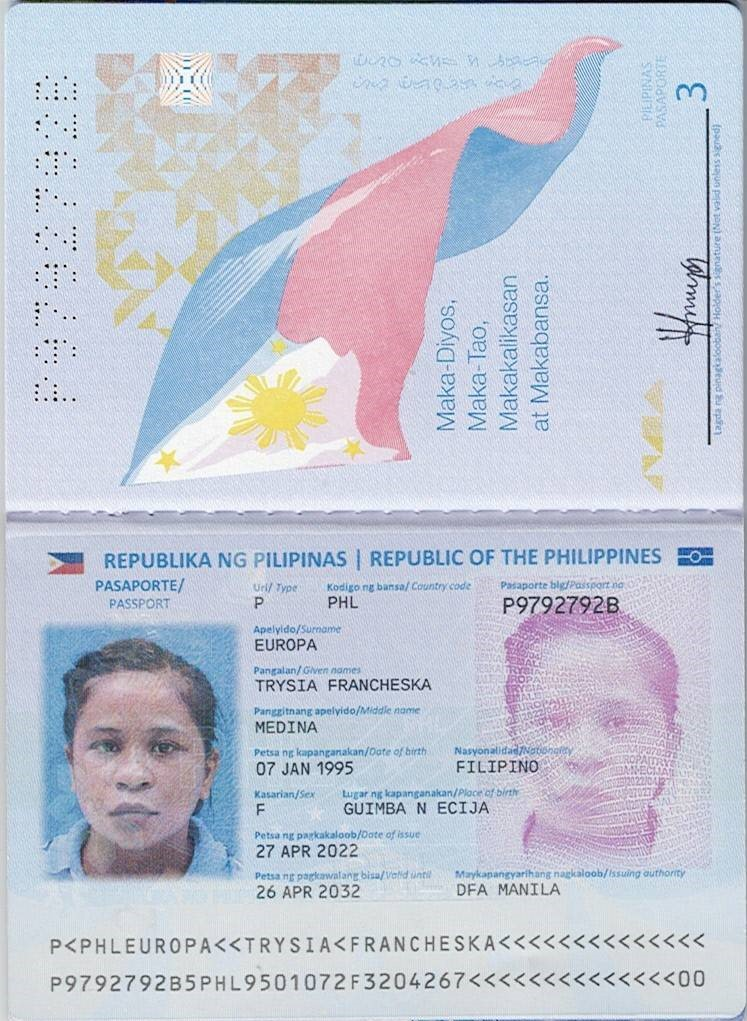 P9792792B
PILIPINAS
PASAPORTE
3
Maka-Diyos,
Maka-Tao,
Makakalikasan
at Makabansa.
Lagda ng pinagkalooban/ Holder's signature (Not valid unless signed)
REPUBLIKA NG PILIPINAS | REPUBLIC OF THE PHILIPPINES
PASAPORTE/
PASSPORT
Uri/ Type Kodigo ng bansa/ Country code Pasaporte blg/Passport no
P PHL P9792792B
Apelyido/Surname
EUROPA
Pangalan/ Given names
TRYSIA FRANCHESKA
Panggitnang apelyido/Middle name
MEDINA
Petsa ng kapanganakan/Date of birth Nasyonalidad/Nationality
07 JAN 1995 FILIPINO
Kasarian/Sex Lugar ng kapanganakan/Place of birth
F GUIMBA N ECIJA
Petsa ng pagkakaloob/Date of issue
27 APR 2022
Petsa ng pagkawalang bisa/Valid until Maykapangyarihang nagkaloob/Issuing authority
26 APR 2032 DFA MANILA
P<PHLEUROPA<<TRYSIA<FRANCHESKA<<<<<<<<<<<<<<
P9792792B5PHL9501072F3204267<<<<<<<<<<<<<<00